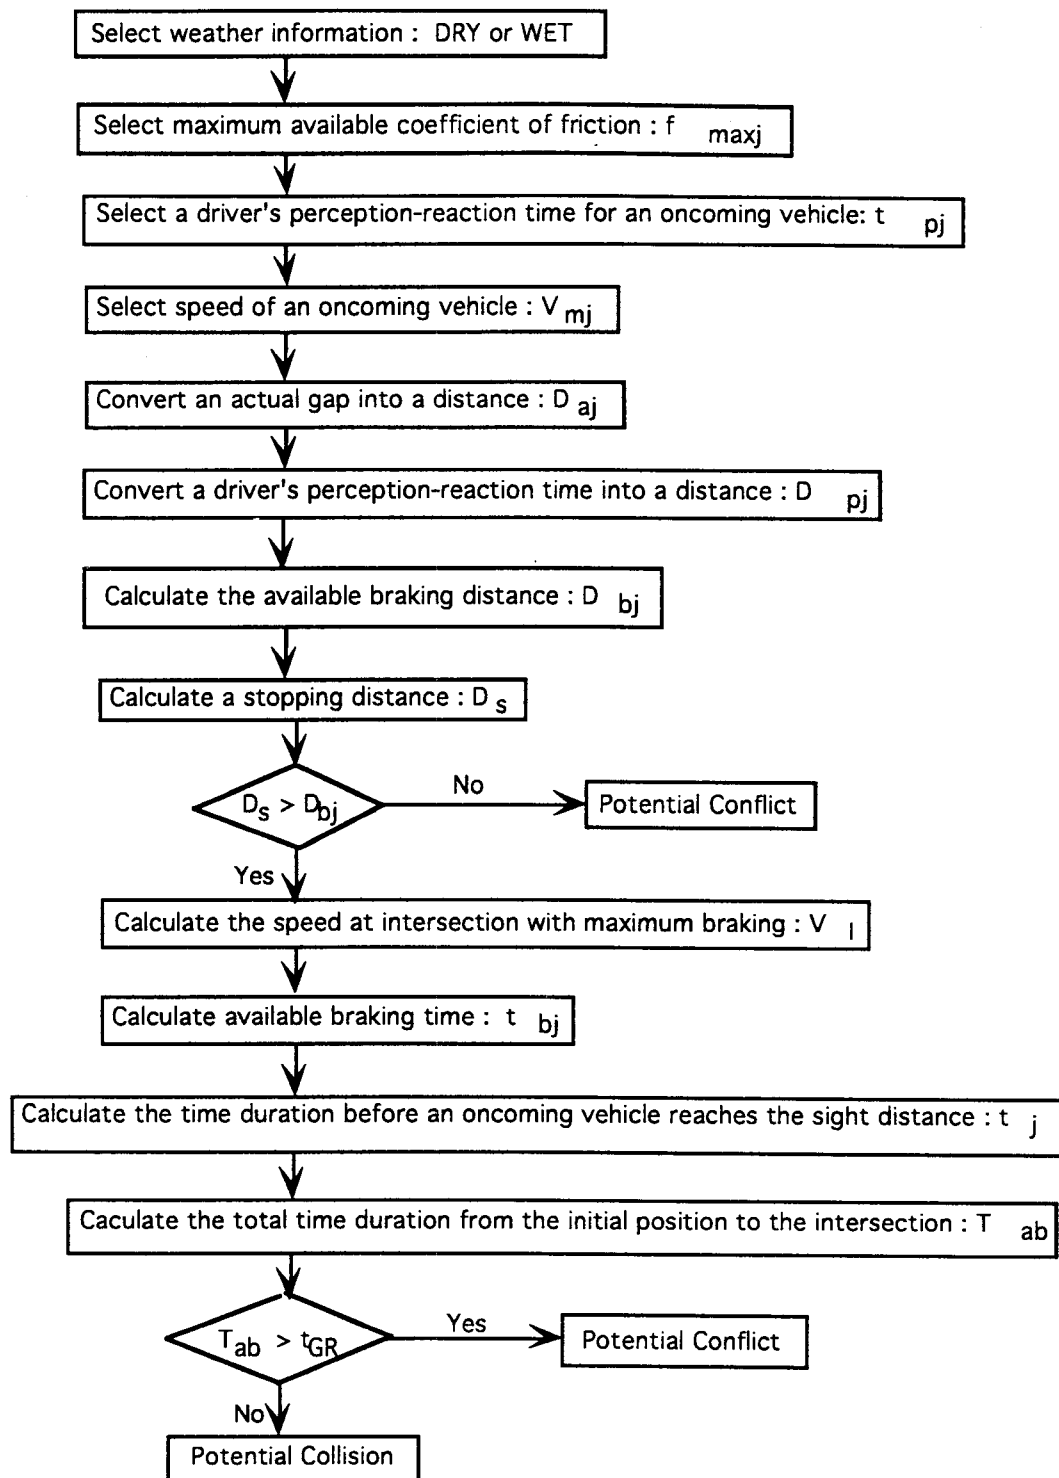 Select weather information : DRY or WET
Select maximum available coefficient of friction : f maxj
Select a driver's perception-reaction time for an oncoming vehicle: t pj
Select speed of an oncoming vehicle : V mj
Convert an actual gap into a distance : D aj
Convert a driver's perception-reaction time into a distance : D pj
Calculate the available braking distance : D bj
Calculate a stopping distance : D s
Ds > Dbj
No
Potential Conflict
Yes
Calculate the speed at intersection with maximum braking : V I
Calculate available braking time : t bj
Calculate the time duration before an oncoming vehicle reaches the sight distance : t j
Caculate the total time duration from the initial position to the intersection : T ab
Tab > tGR
Yes
Potential Conflict
No
Potential Collision